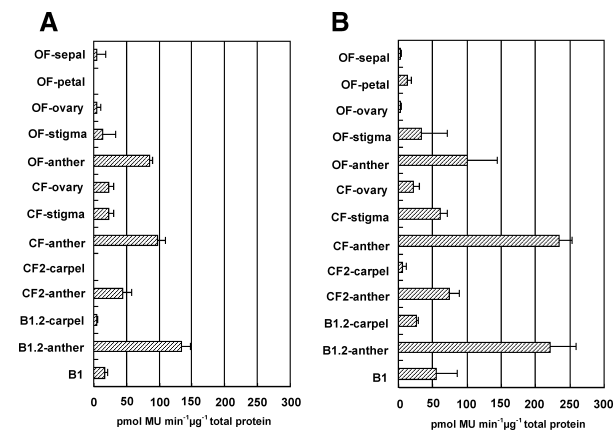 A
B
OF-sepal
OF-petal
OF-ovary
OF-stigma
OF-anther
CF-ovary
CF-stigma
CF-anther
CF2-carpel
CF2-anther
B1.2-carpel
B1.2-anther
B1
0 50 100 150 200 250 300
pmol MU min⁻¹µg⁻¹ total protein
OF-sepal
OF-petal
OF-ovary
OF-stigma
OF-anther
CF-ovary
CF-stigma
CF-anther
CF2-carpel
CF2-anther
B1.2-carpel
B1.2-anther
B1
0 50 100 150 200 250 300
pmol MU min⁻¹µg⁻¹ total protein